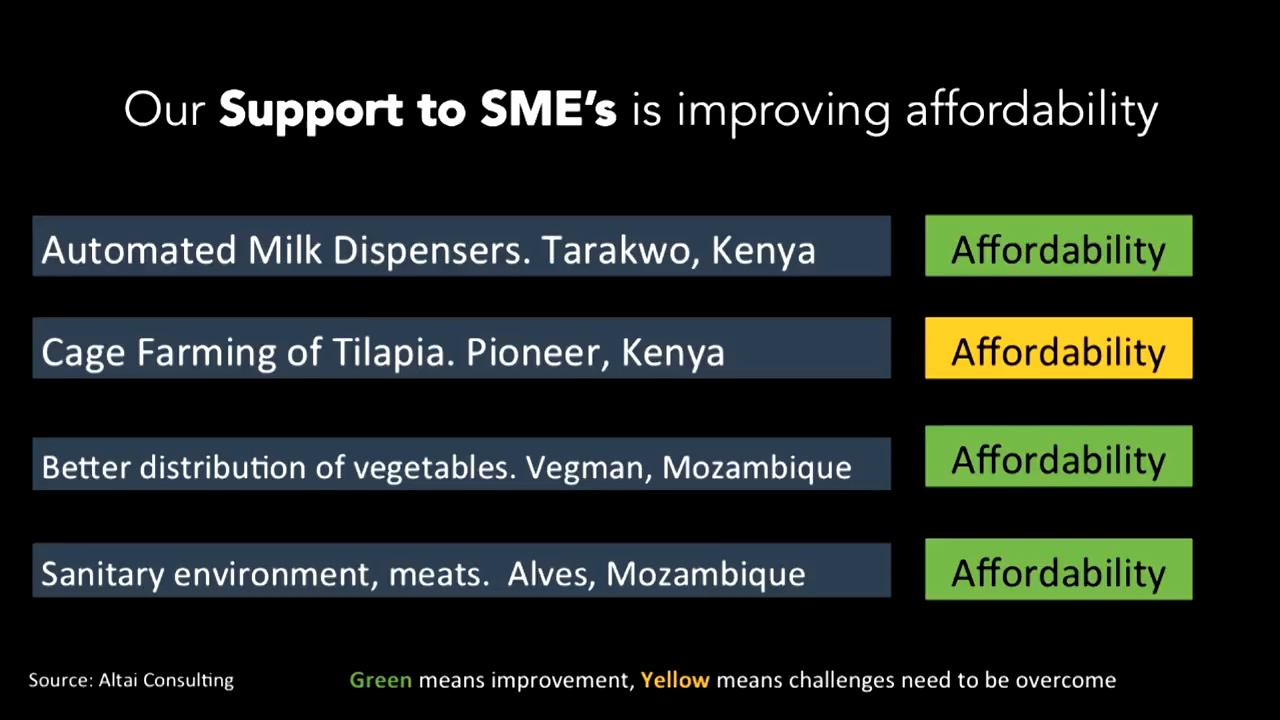 Our Support to SME’s is improving affordability
Automated Milk Dispensers. Tarakwo, Kenya
Affordability
Cage Farming of Tilapia. Pioneer, Kenya
Affordability
Better distribution of vegetables. Vegman, Mozambique
Affordability
Sanitary environment, meats. Alves, Mozambique
Affordability
Source: Altai Consulting
Green means improvement, Yellow means challenges need to be overcome